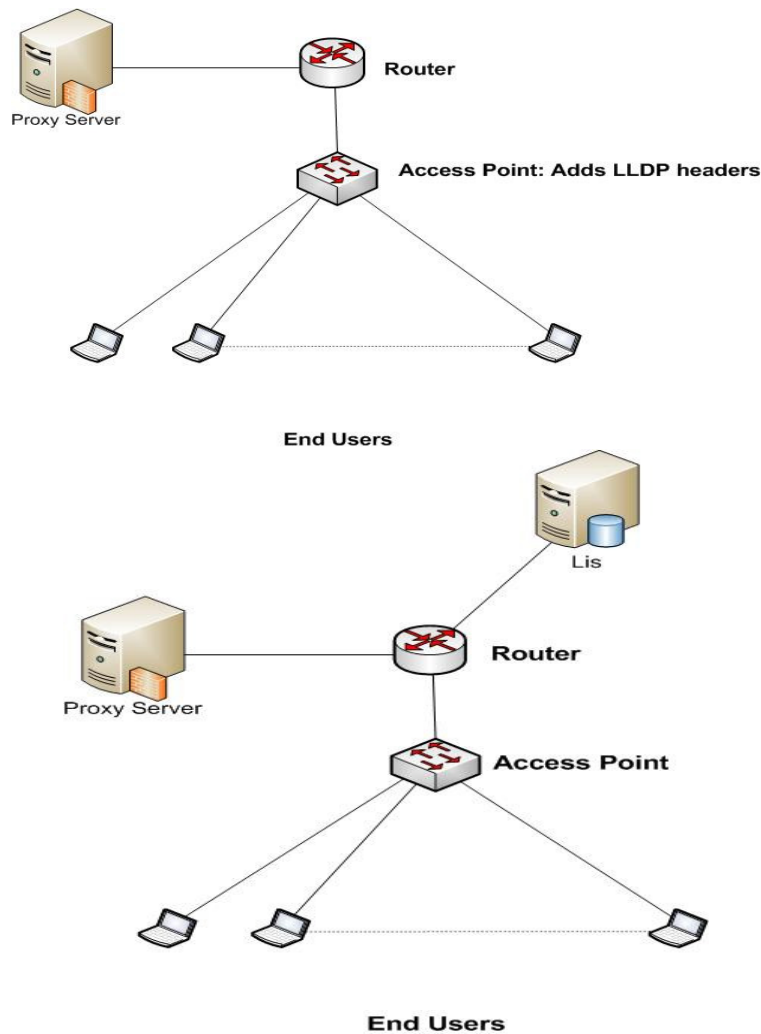 Router
Proxy Server
Access Point: Adds LLDP headers
End Users
Lis
Router
Proxy Server
Access Point
End Users